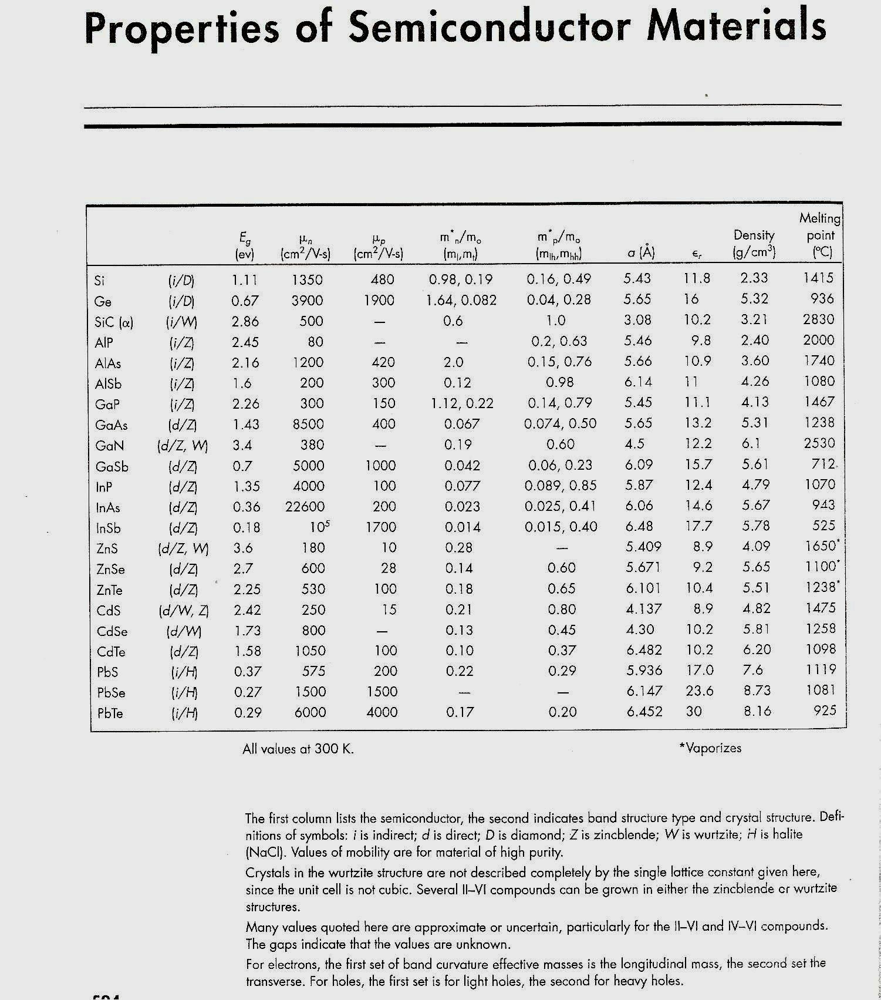 Properties of Semiconductor Materials
Melting
E_g μ_n μ_p m*_n/m_o m*_p/m_o Density point
(ev) (cm²/V-s) (cm²/V-s) (m_l,m_t) (m_lh,m_hh) a (Å) ϵ_r (g/cm³) (°C)
Si (i/D) 1.11 1350 480 0.98, 0.19 0.16, 0.49 5.43 11.8 2.33 1415
Ge (i/D) 0.67 3900 1900 1.64, 0.082 0.04, 0.28 5.65 16 5.32 936
SiC (α) (i/W) 2.86 500 — 0.6 1.0 3.08 10.2 3.21 2830
AlP (i/Z) 2.45 80 — — 0.2, 0.63 5.46 9.8 2.40 2000
AlAs (i/Z) 2.16 1200 420 2.0 0.15, 0.76 5.66 10.9 3.60 1740
AlSb (i/Z) 1.6 200 300 0.12 0.98 6.14 11 4.26 1080
GaP (i/Z) 2.26 300 150 1.12, 0.22 0.14, 0.79 5.45 11.1 4.13 1467
GaAs (d/Z) 1.43 8500 400 0.067 0.074, 0.50 5.65 13.2 5.31 1238
GaN (d/Z, W) 3.4 380 — 0.19 0.60 4.5 12.2 6.1 2530
GaSb (d/Z) 0.7 5000 1000 0.042 0.06, 0.23 6.09 15.7 5.61 712
InP (d/Z) 1.35 4000 100 0.077 0.089, 0.85 5.87 12.4 4.79 1070
InAs (d/Z) 0.36 22600 200 0.023 0.025, 0.41 6.06 14.6 5.67 943
InSb (d/Z) 0.18 10⁵ 1700 0.014 0.015, 0.40 6.48 17.7 5.78 525
ZnS (d/Z, W) 3.6 180 10 0.28 — 5.409 8.9 4.09 1650*
ZnSe (d/Z) 2.7 600 28 0.14 0.60 5.671 9.2 5.65 1100*
ZnTe (d/Z) 2.25 530 100 0.18 0.65 6.101 10.4 5.51 1238*
CdS (d/W, Z) 2.42 250 15 0.21 0.80 4.137 8.9 4.82 1475
CdSe (d/W) 1.73 800 — 0.13 0.45 4.30 10.2 5.81 1258
CdTe (d/Z) 1.58 1050 100 0.10 0.37 6.482 10.2 6.20 1098
PbS (i/H) 0.37 575 200 0.22 0.29 5.936 17.0 7.6 1119
PbSe (i/H) 0.27 1500 1500 — — 6.147 23.6 8.73 1081
PbTe (i/H) 0.29 6000 4000 0.17 0.20 6.452 30 8.16 925
All values at 300 K. *Vaporizes
The first column lists the semiconductor, the second indicates band structure type and crystal structure. Defi-
nitions of symbols: i is indirect; d is direct; D is diamond; Z is zincblende; W is wurtzite; H is halite
(NaCl). Values of mobility are for material of high purity.
Crystals in the wurtzite structure are not described completely by the single lattice constant given here,
since the unit cell is not cubic. Several II–VI compounds can be grown in either the zincblende or wurtzite
structures.
Many values quoted here are approximate or uncertain, particularly for the II–VI and IV–VI compounds.
The gaps indicate that the values are unknown.
For electrons, the first set of band curvature effective masses is the longitudinal mass, the second set the
transverse. For holes, the first set is for light holes, the second for heavy holes.